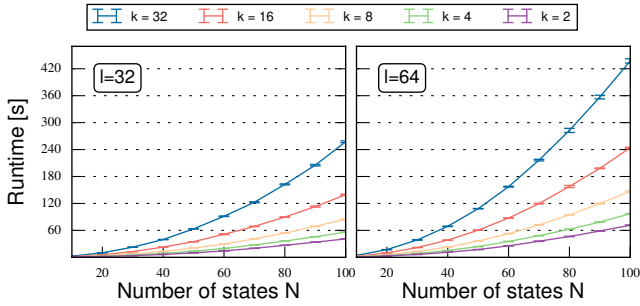 k = 32 k = 16 k = 8 k = 4 k = 2
Runtime [s]
420
360
300
240
180
120
60
l=32
l=64
20 40 60 80 100 20 40 60 80 100
Number of states N Number of states N